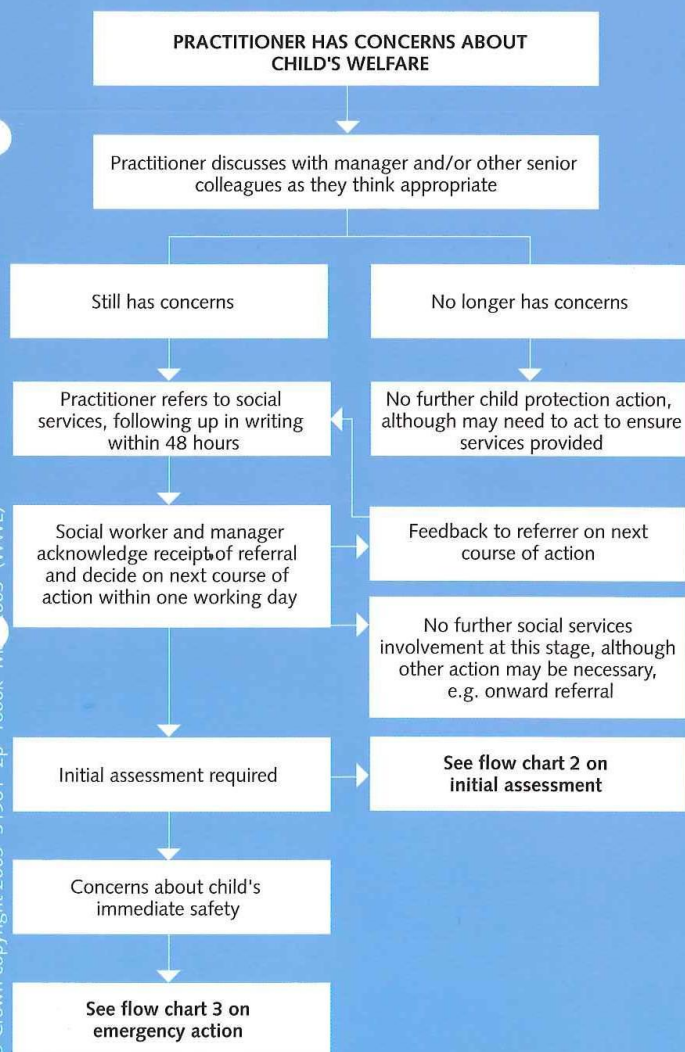 PRACTITIONER HAS CONCERNS ABOUT
CHILD'S WELFARE
Practitioner discusses with manager and/or other senior
colleagues as they think appropriate
Still has concerns
No longer has concerns
Practitioner refers to social
services, following up in writing
within 48 hours
No further child protection action,
although may need to act to ensure
services provided
Social worker and manager
acknowledge receipt of referral
and decide on next course of
action within one working day
Feedback to referrer on next
course of action
No further social services
involvement at this stage, although
other action may be necessary,
e.g. onward referral
Initial assessment required
See flow chart 2 on
initial assessment
Concerns about child's
immediate safety
See flow chart 3 on
emergency action
Crown copyright 2003